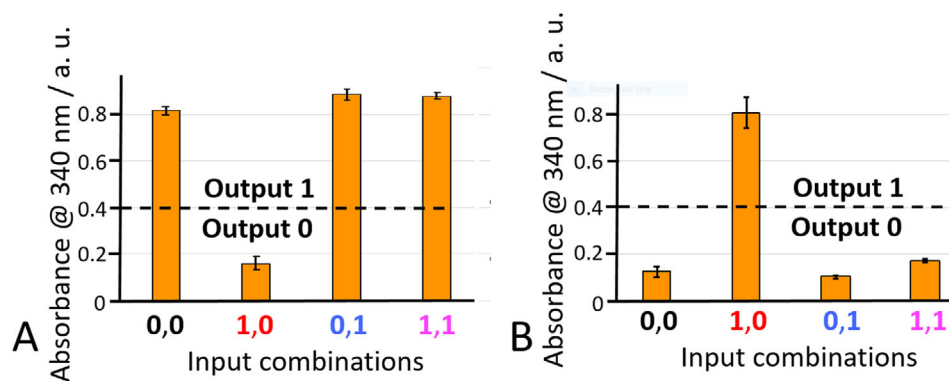 Absorbance @ 340 nm / a. u.
0.8
0.6
0.4
0.2
0
Output 1
Output 0
0,0 1,0 0,1 1,1
Input combinations
A
Absorbance @ 340 nm / a. u.
0.8
0.6
0.4
0.2
0
Output 1
Output 0
0,0 1,0 0,1 1,1
Input combinations
B